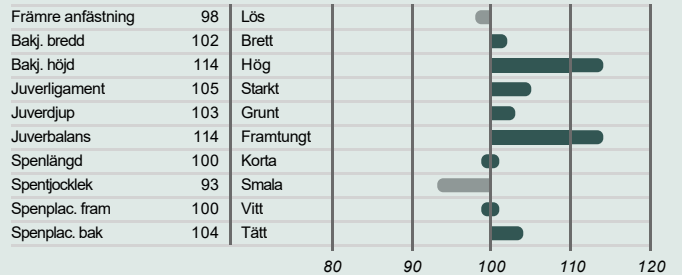 Främre anfästning 98 Lös
Bakj. bredd 102 Brett
Bakj. höjd 114 Hög
Juverligament 105 Starkt
Juverdjup 103 Grunt
Juverbalans 114 Framtungt
Spenlängd 100 Korta
Spentjocklek 93 Smala
Spenplac. fram 100 Vitt
Spenplac. bak 104 Tätt
80 90 100 110 120